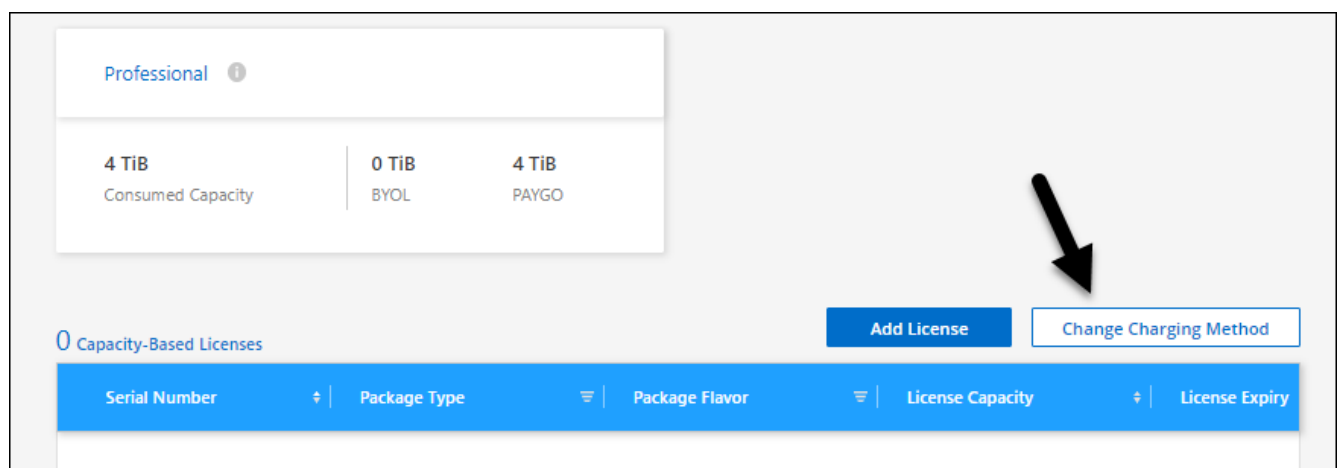 Professional
4 TiB 0 TiB 4 TiB
Consumed Capacity BYOL PAYGO
Add License Change Charging Method
0 Capacity-Based Licenses
Serial Number Package Type Package Flavor License Capacity License Expiry